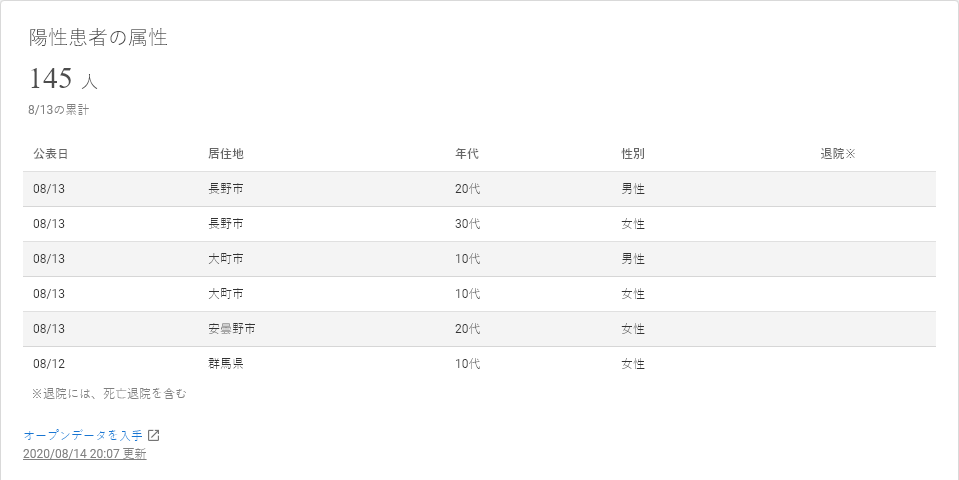 陽性患者の属性
145 人
8/13の累計
公表日 居住地 年代 性別 退院※
08/13 長野市 20代 男性
08/13 長野市 30代 女性
08/13 大町市 10代 男性
08/13 大町市 10代 女性
08/13 安曇野市 20代 女性
08/12 群馬県 10代 女性
※退院には、死亡退院を含む
オープンデータを入手
2020/08/14 20:07 更新